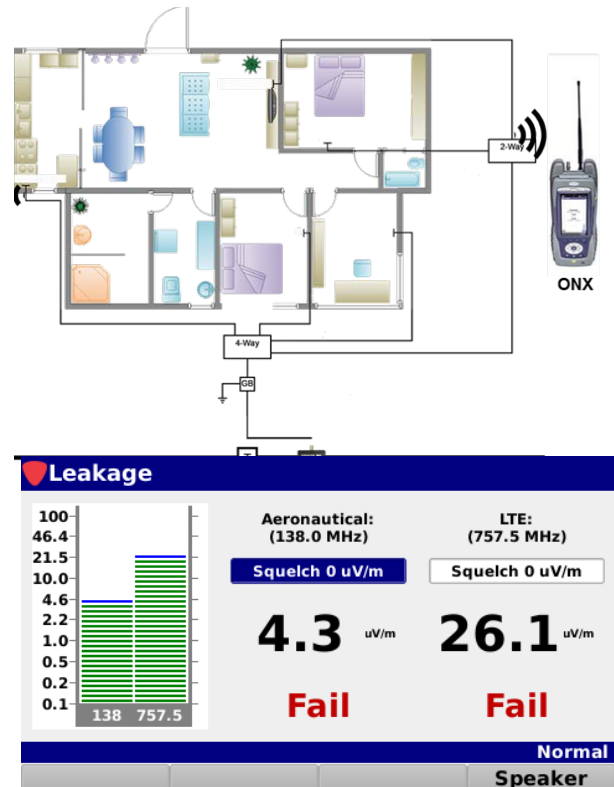 2-Way
ONX
4-Way
GB
Leakage
100
46.4
21.5
10.0
4.6
2.2
1.0
0.5
0.2
0.1
138 757.5
Aeronautical:
(138.0 MHz)
Squelch 0 uV/m
4.3 uV/m
Fail
LTE:
(757.5 MHz)
Squelch 0 uV/m
26.1 uV/m
Fail
Normal
Speaker